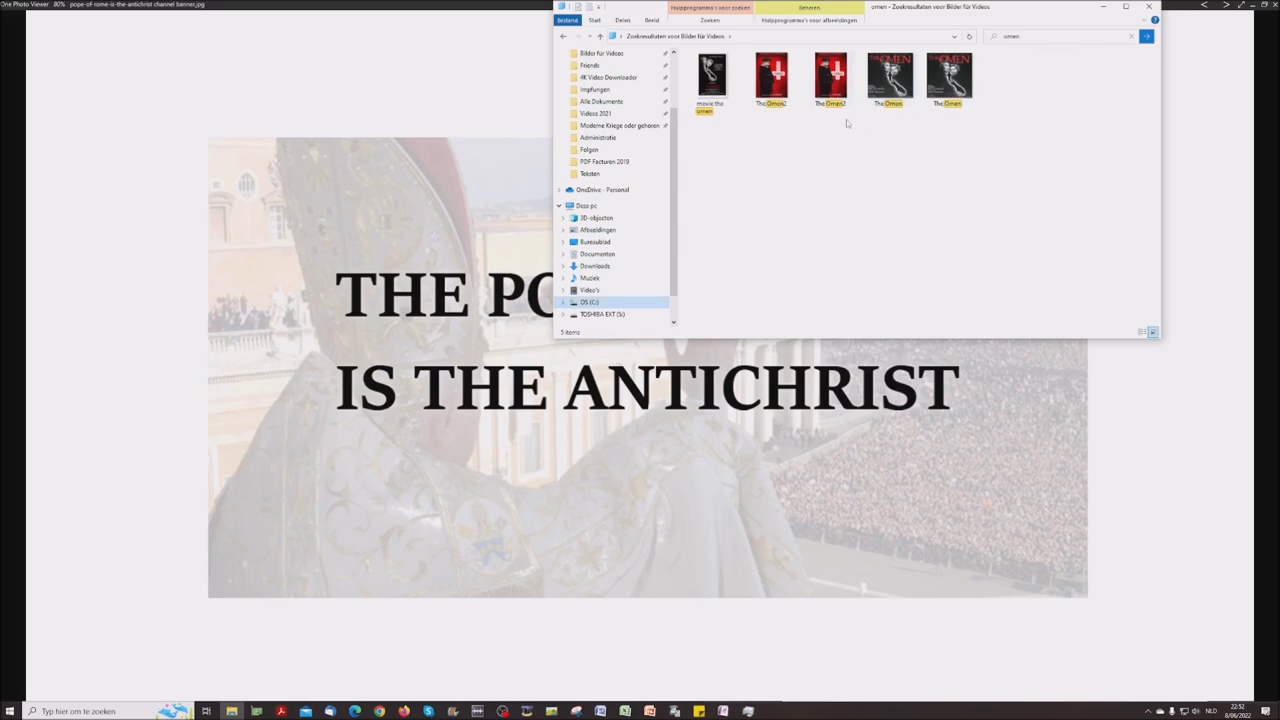 One Photo Viewer 80% pope-of-rome-is-the-antichrist channel banner.jpg
Hulpprogramma's voor zoeken
Beheren
omen - Zoekresultaten voor Bilder für Videos
Bestand
Start
Delen
Beeld
Zoeken
Hulpprogramma's voor afbeeldingen
Zoekresultaten voor Bilder für Videos
omen
Bilder für Videos
Friends
4K Video Downloader
Impfungen
Alle Dokumente
Videos 2021
Moderne Kriege oder gehören
Administratie
Folgen
PDF Facturen 2019
Teksten
OneDrive - Personal
Deze pc
3D-objecten
Afbeeldingen
Bureaublad
Documenten
Downloads
Muziek
Video's
OS (C:)
TOSHIBA EXT (S:)
5 items
movie the
omen
The Omen2
The Omen2
THE OMEN
The Omen
THE OMEN
The Omen
THE PO
IS THE ANTICHRIST
Typ hier om te zoeken
NLD
22:52
8/06/2022